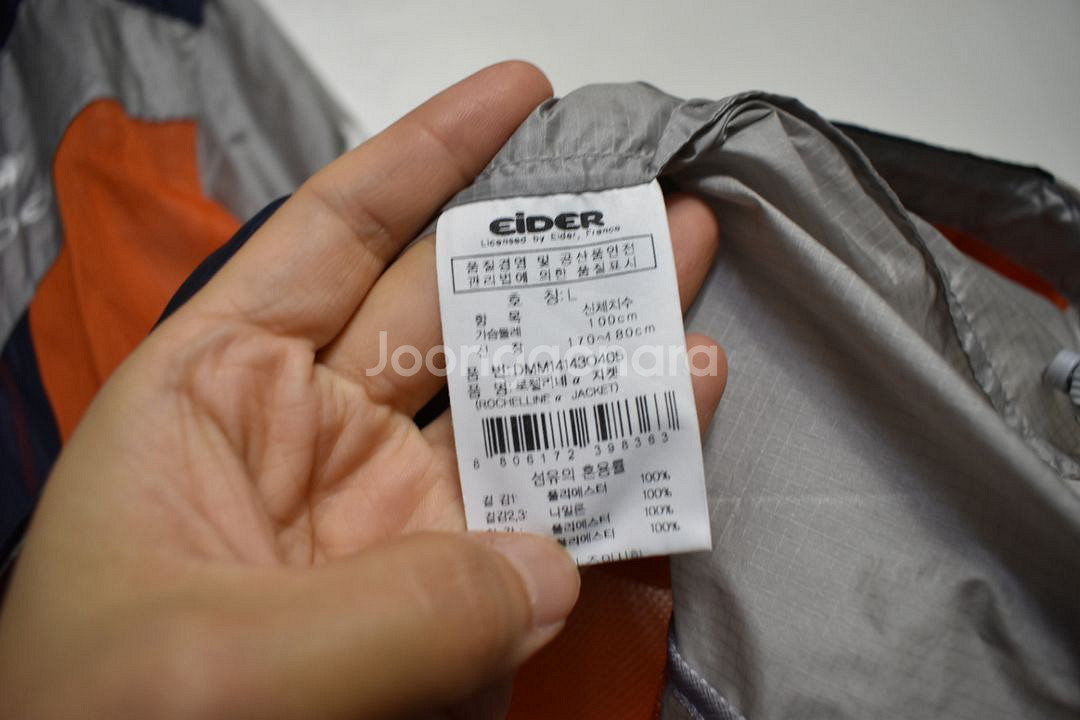 EiDER
Licensed by Eider, France
품질경영 및 공산품안전
관리법에 의한 품질표시
호 칭: L
항 목 신체치수
가슴둘레 100cm
신 장 170~180cm
품 번: DMM14143O405
품 명: 로첼리네 α 자켓
(ROCHELLINE α JACKET)
8 806172 398363
섬유의 혼용률
겉감1: 폴리에스터 100%
겉감2,3: 나일론 100%
폴리에스터 100%
폴리에스터 100%
Joonggonara